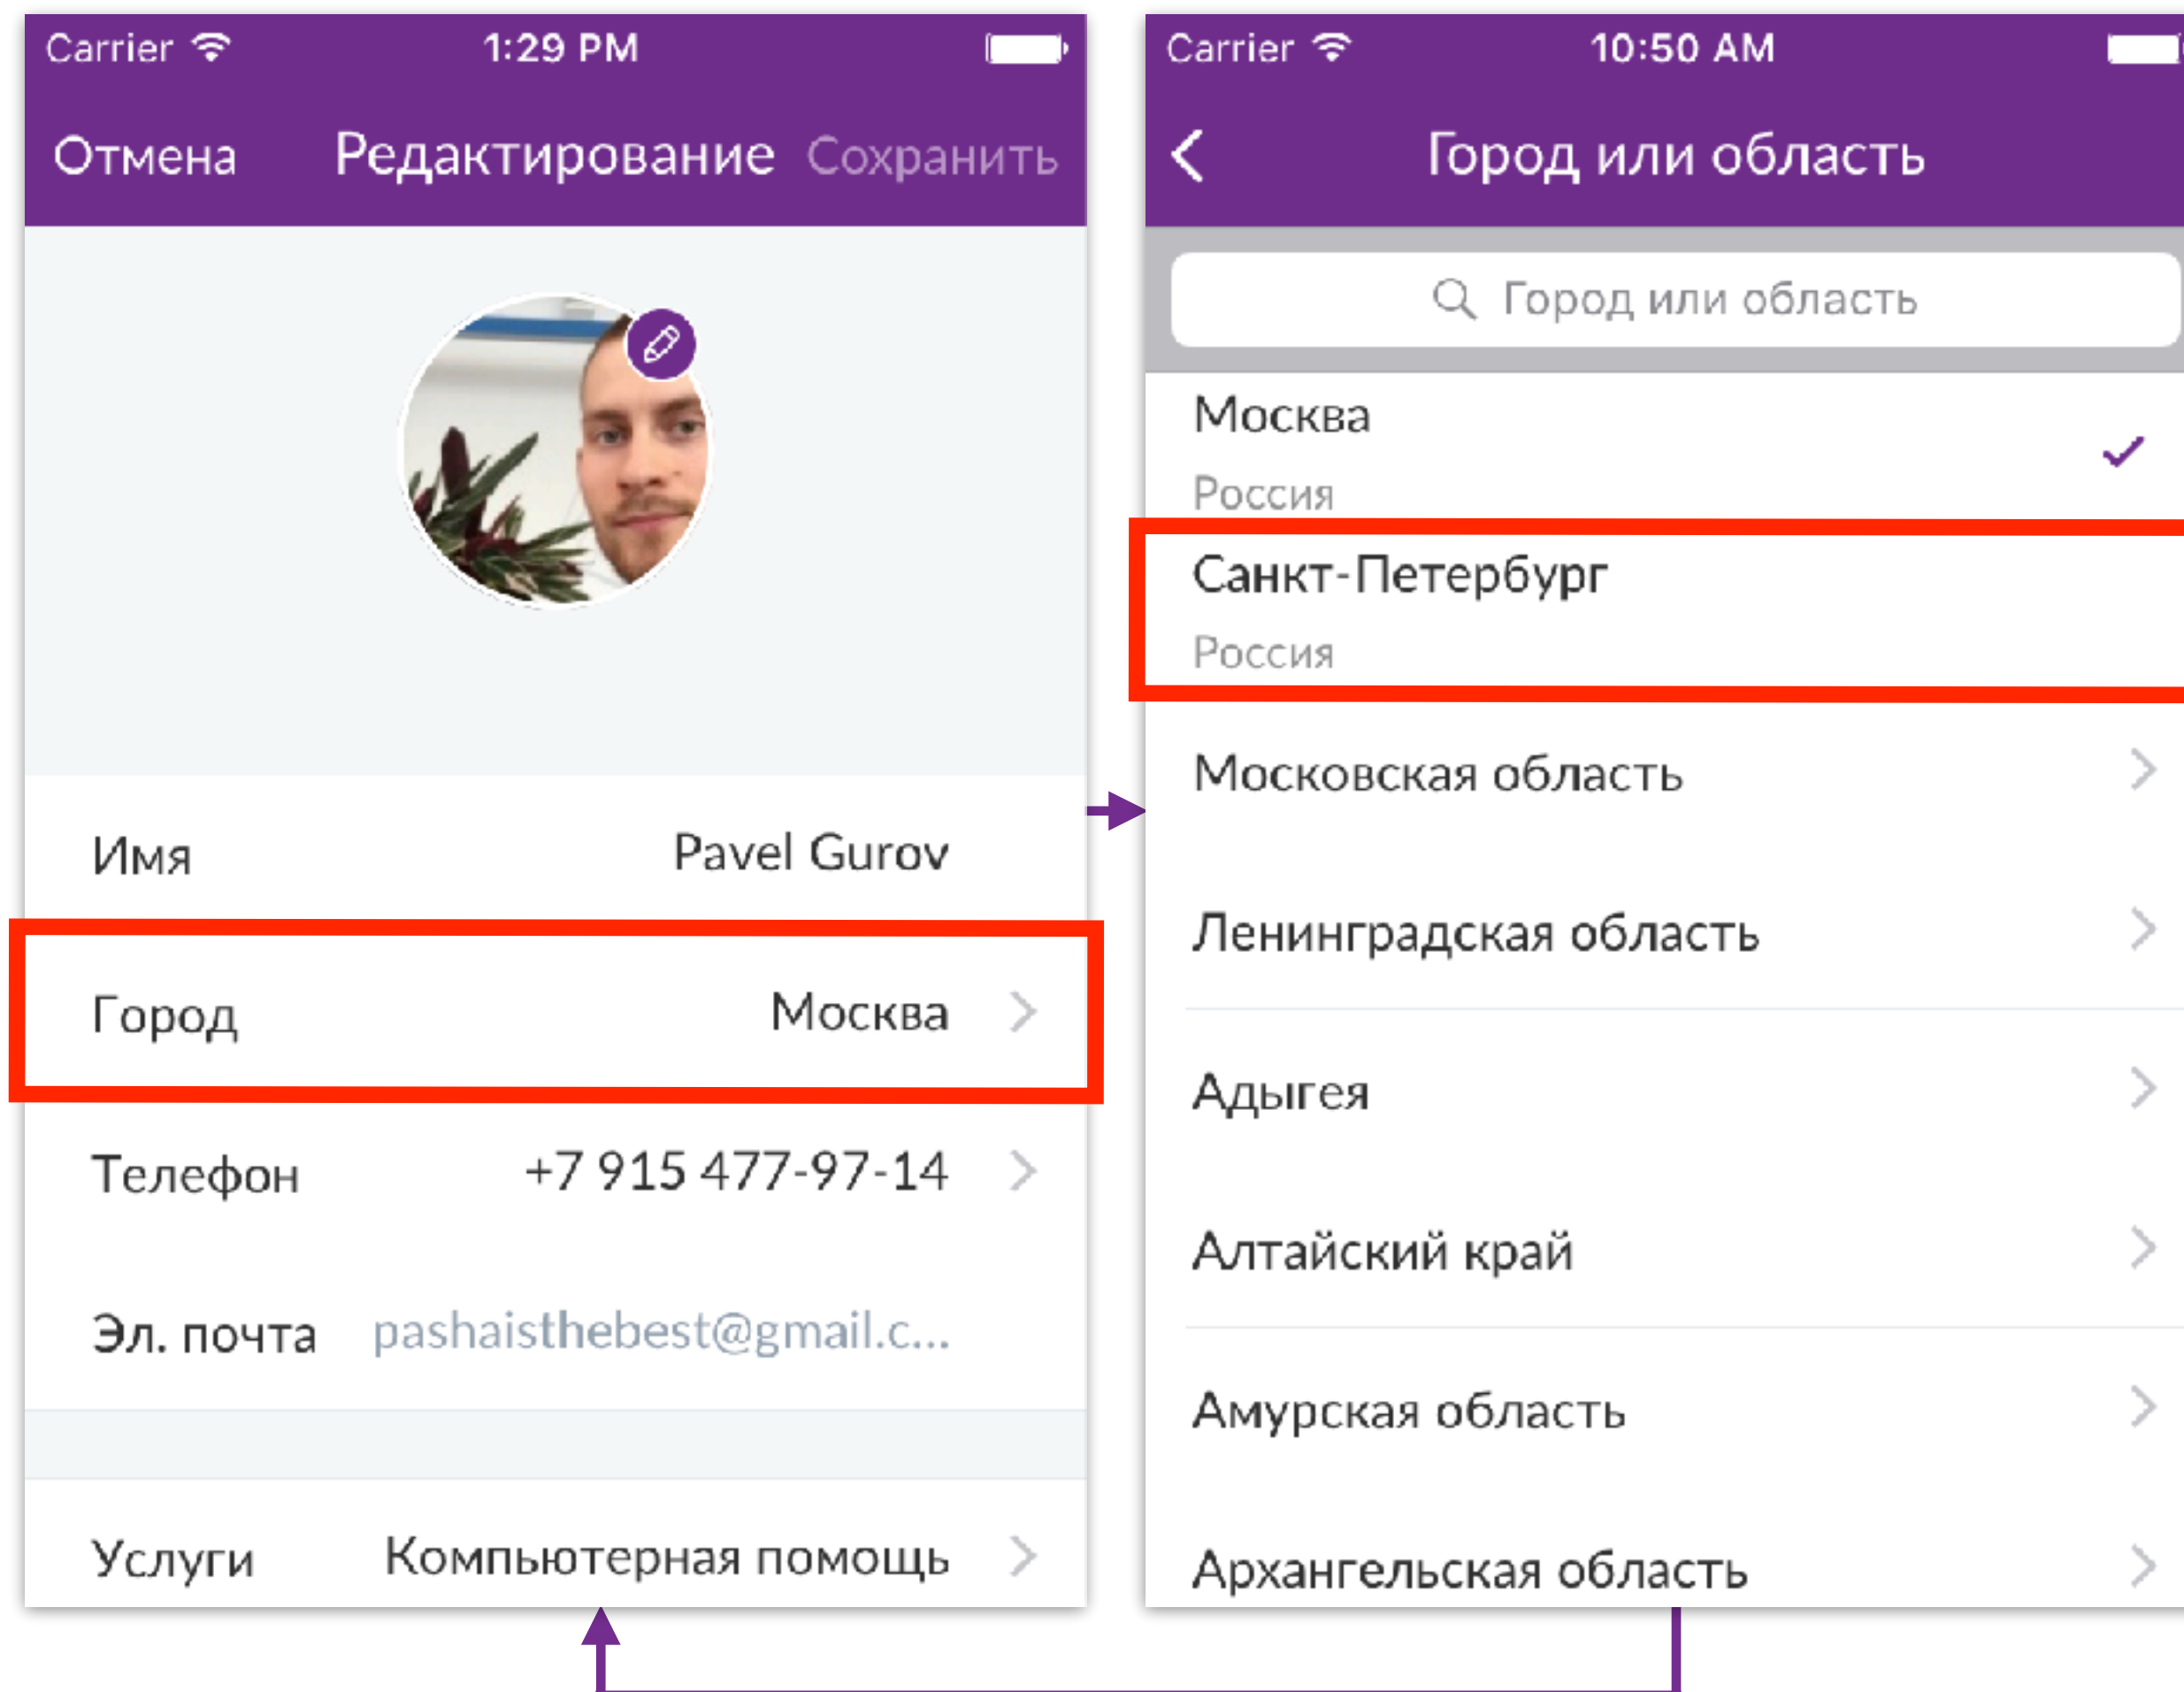 Carrier 1:29 PM
Отмена Редактирование Сохранить
Имя Pavel Gurov
Город Москва
Телефон +7 915 477-97-14
Эл. почта pashaisthebest@gmail.c...
Услуги Компьютерная помощь
Carrier 10:50 AM
Город или область
Город или область
Москва
Россия
Санкт-Петербург
Россия
Московская область
Ленинградская область
Адыгея
Алтайский край
Амурская область
Архангельская область